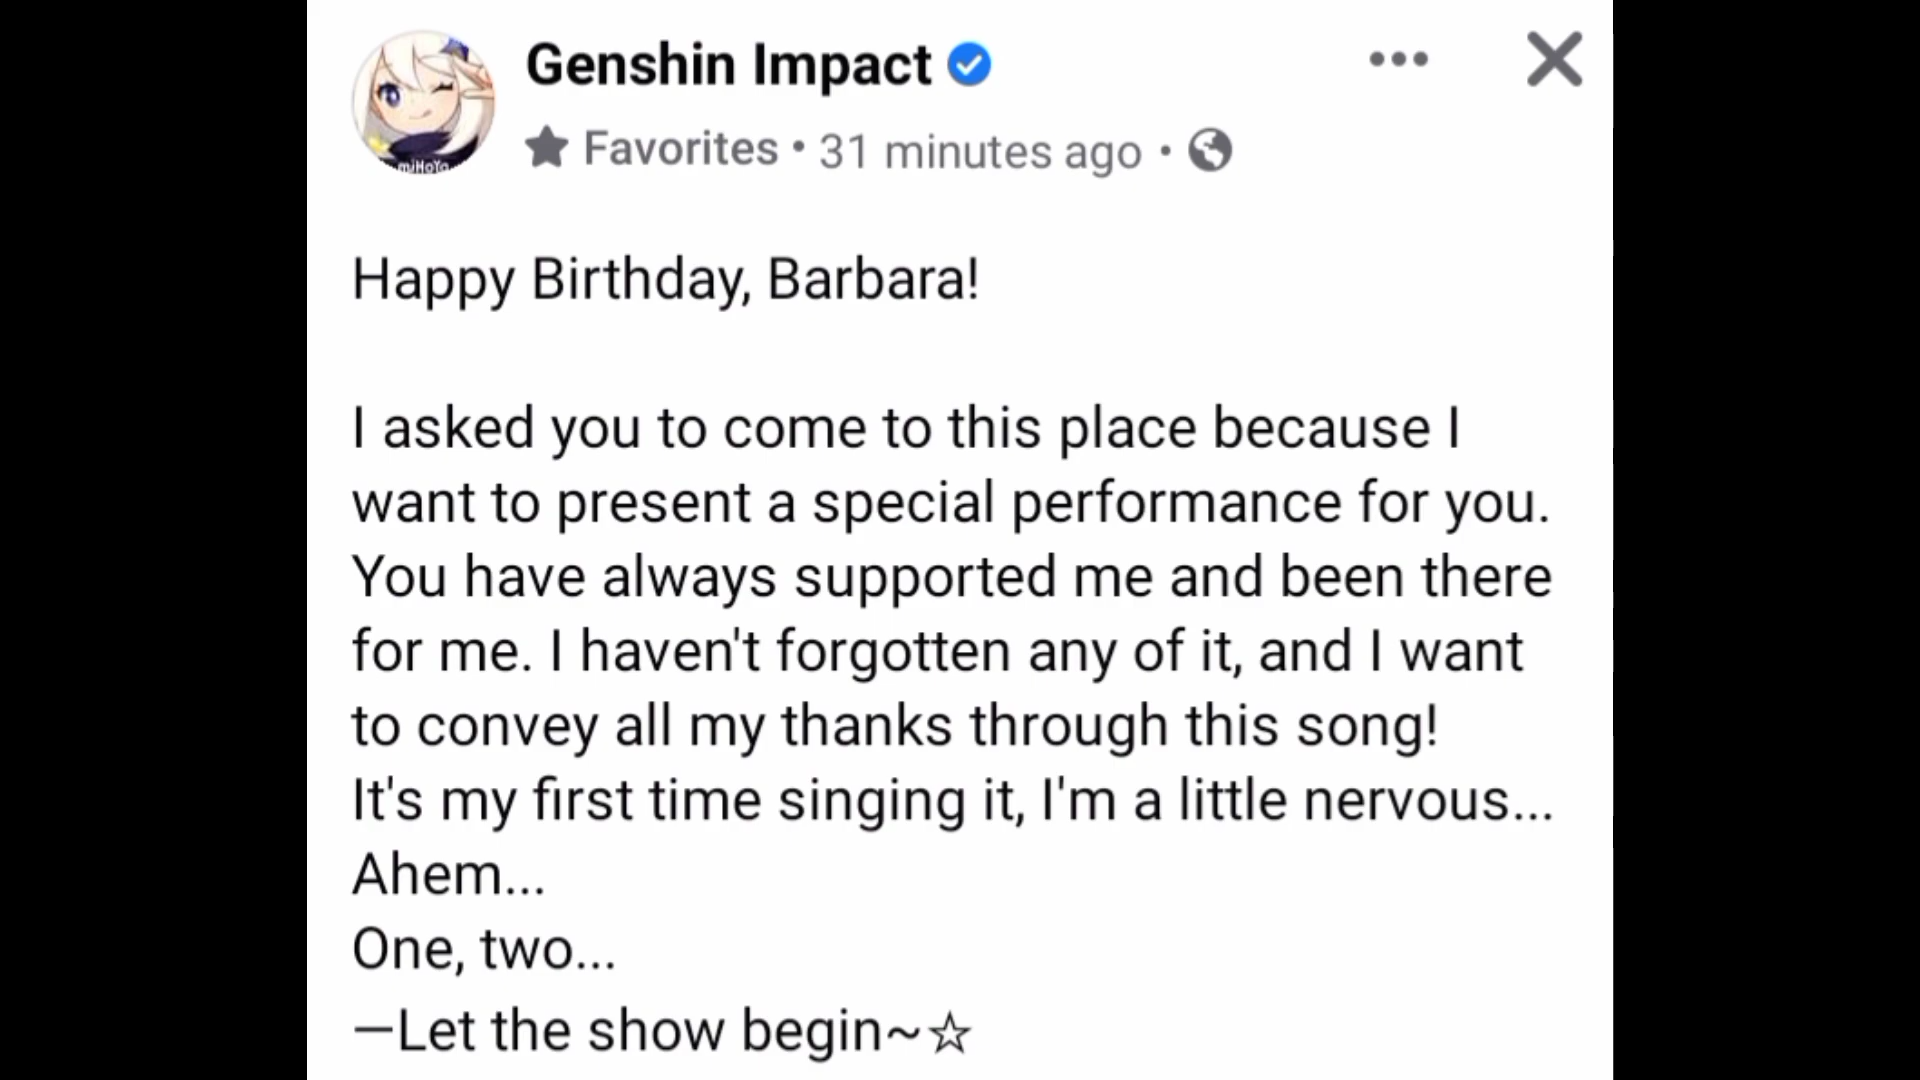 Genshin Impact
Favorites • 31 minutes ago •
miHoYo
Happy Birthday, Barbara!
I asked you to come to this place because I
want to present a special performance for you.
You have always supported me and been there
for me. I haven't forgotten any of it, and I want
to convey all my thanks through this song!
It's my first time singing it, I'm a little nervous...
Ahem...
One, two...
—Let the show begin~☆